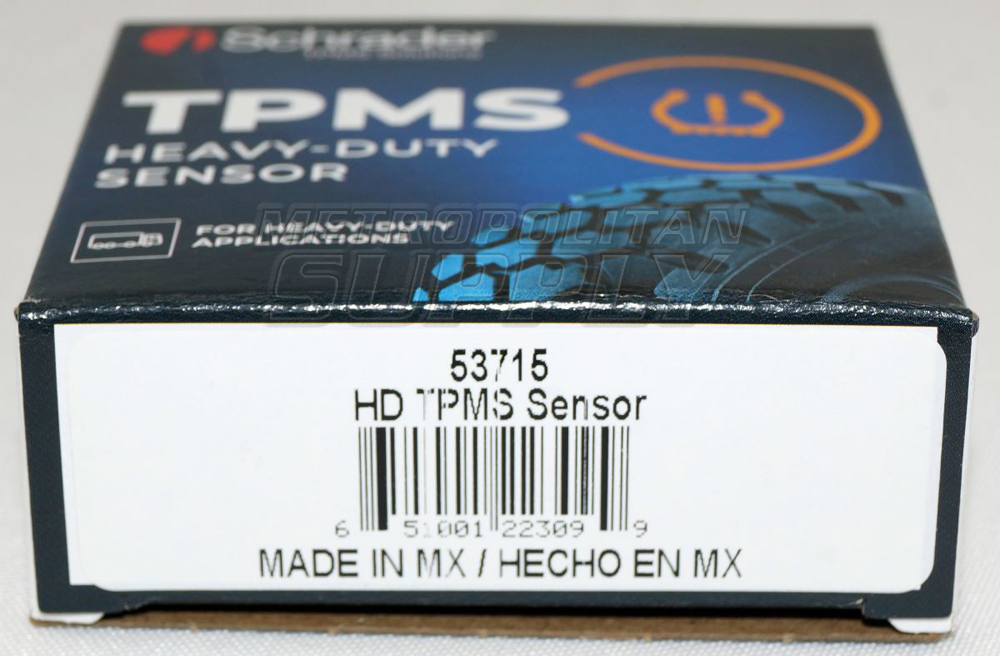 Schrader
TPMS
HEAVY-DUTY
SENSOR
FOR HEAVY-DUTY
APPLICATIONS
METROPOLITAN
SUPPLY
53715
HD TPMS Sensor
6 51001 22309 9
MADE IN MX / HECHO EN MX